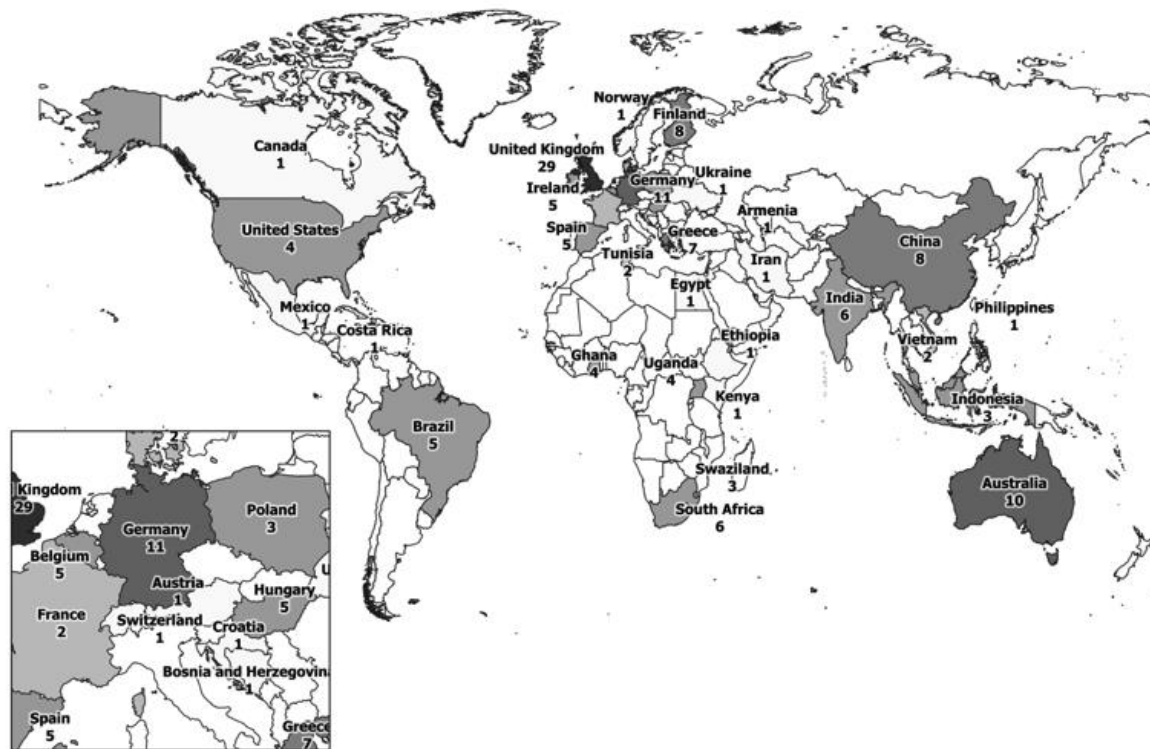 Norway
1
Finland
8
Canada
1
United Kingdom
29
Ireland
5
Germany
11
Ukraine
1
Armenia
1
United States
4
Spain
5
Greece
7
China
8
Tunisia
2
Iran
1
Egypt
1
India
6
Mexico
1
Philippines
1
Costa Rica
1
Ethiopia
1
Vietnam
2
Ghana
4
Uganda
4
Kenya
1
Indonesia
3
Brazil
5
Swaziland
3
South Africa
6
Australia
10
2
Kingdom
29
Poland
3
Germany
11
Belgium
5
Austria
1
Hungary
5
U
France
2
Switzerland
1
Croatia
1
Bosnia and Herzegovina
1
Spain
5
Greece
7